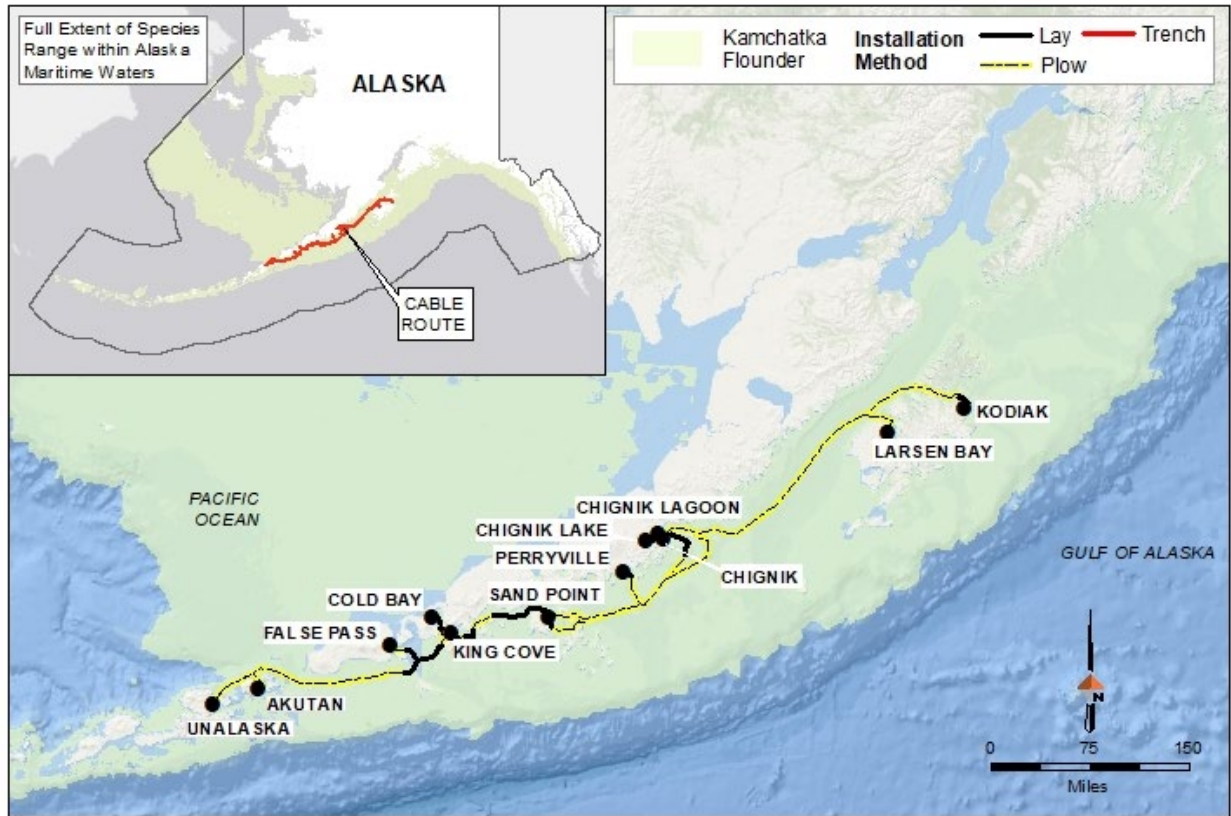 Full Extent of Species
Range within Alaska
Maritime Waters
ALASKA
CABLE
ROUTE
Kamchatka
Flounder
Installation
Method
Lay
Trench
Plow
KODIAK
LARSEN BAY
CHIGNIK LAGOON
CHIGNIK LAKE
PERRYVILLE
CHIGNIK
SAND POINT
COLD BAY
FALSE PASS
KING COVE
AKUTAN
UNALASKA
PACIFIC
OCEAN
GULF OF ALASKA
N
0 75 150
Miles